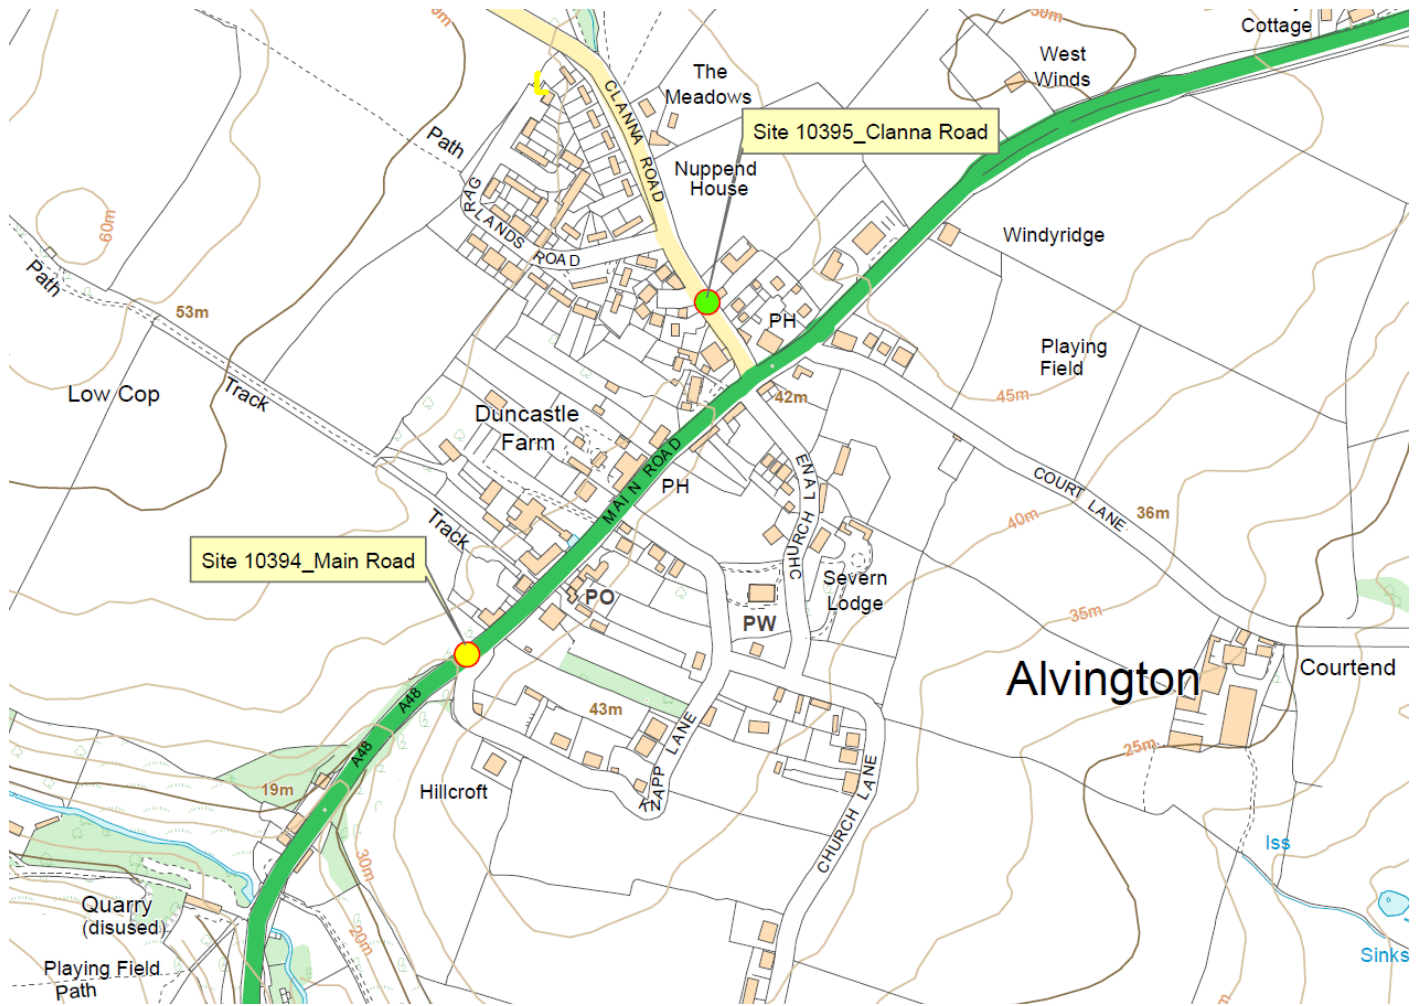 50m
Cottage
West
Winds
The
Meadows
CLANNA ROAD
Site 10395_Clanna Road
Path
Nuppend
House
RAG
LANDS ROAD
60m
Windyridge
Path
53m
PH
Playing
Field
Low Cop
Track
45m
42m
Duncastle
Farm
MAIN ROAD
PH
CHURCH LANE
COURT LANE
36m
40m
Track
Site 10394_Main Road
PO
Severn
Lodge
PW
35m
Alvington
Courtend
A48
43m
KNAPP LANE
25m
A48
19m
Hillcroft
CHURCH LANE
30m
Iss
Quarry
(disused)
20m
Sinks
Playing Field
Path